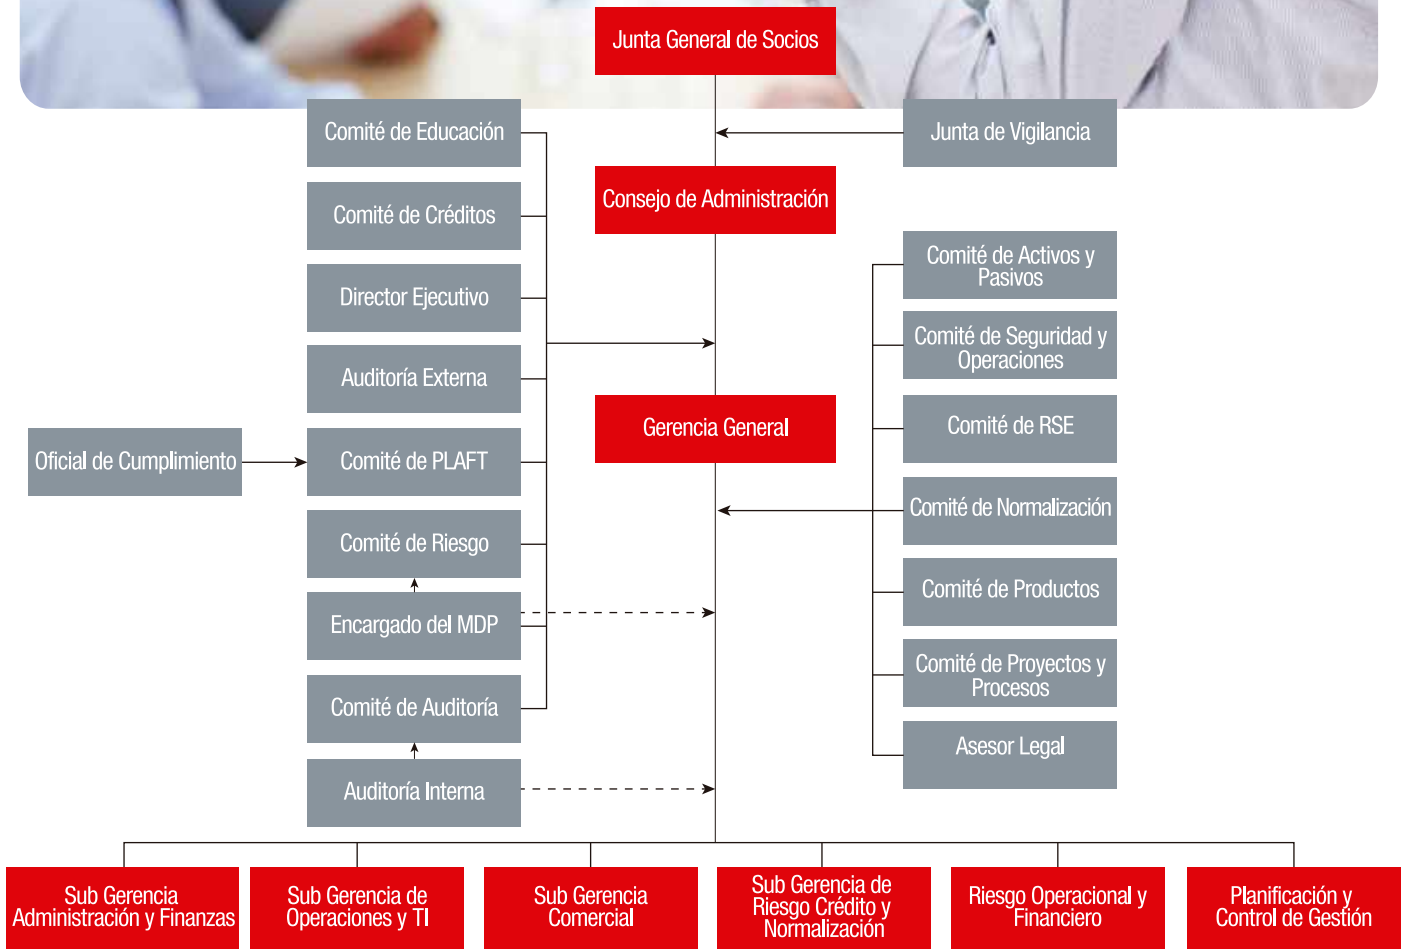 Junta General de Socios
Comité de Educación
Junta de Vigilancia
Consejo de Administración
Comité de Créditos
Comité de Activos y
Pasivos
Director Ejecutivo
Comité de Seguridad y
Operaciones
Auditoría Externa
Gerencia General
Comité de RSE
Oficial de Cumplimiento
Comité de PLAFT
Comité de Normalización
Comité de Riesgo
Comité de Productos
Encargado del MDP
Comité de Proyectos y
Procesos
Comité de Auditoría
Asesor Legal
Auditoría Interna
Sub Gerencia
Administración y Finanzas
Sub Gerencia de
Operaciones y TI
Sub Gerencia
Comercial
Sub Gerencia de
Riesgo Crédito y
Normalización
Riesgo Operacional y
Financiero
Planificación y
Control de Gestión